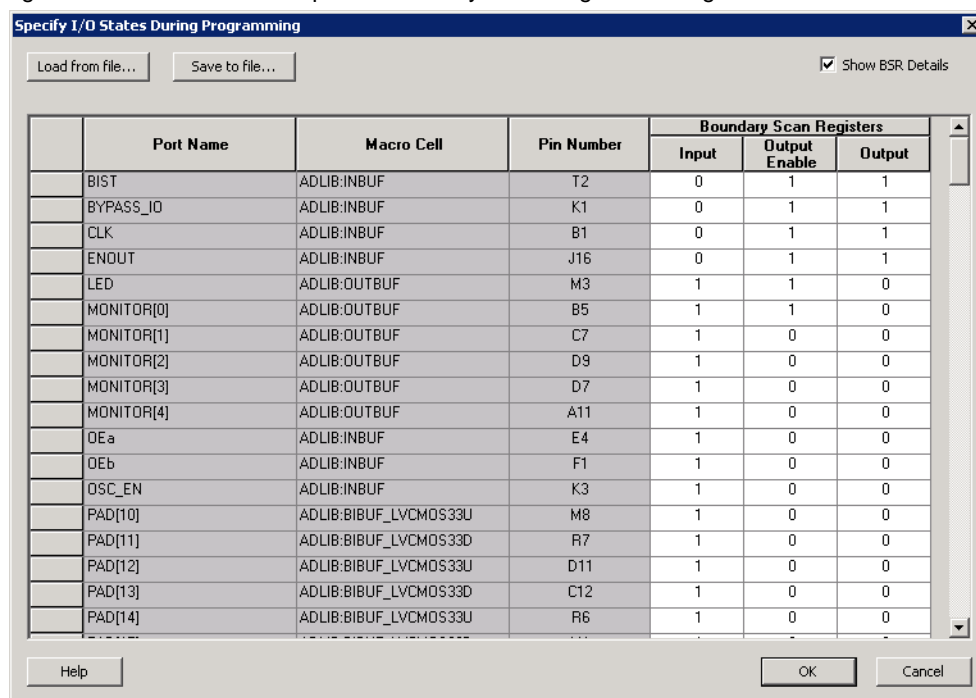 Specify I/O States During Programming
Load from file... Save to file... Show BSR Details
Boundary Scan Registers
Port Name Macro Cell Pin Number Input Output Enable Output
BIST ADLIB:INBUF T2 0 1 1
BYPASS_IO ADLIB:INBUF K1 0 1 1
CLK ADLIB:INBUF B1 0 1 1
ENOUT ADLIB:INBUF J16 0 1 1
LED ADLIB:OUTBUF M3 1 1 0
MONITOR[0] ADLIB:OUTBUF B5 1 1 0
MONITOR[1] ADLIB:OUTBUF C7 1 0 0
MONITOR[2] ADLIB:OUTBUF D9 1 0 0
MONITOR[3] ADLIB:OUTBUF D7 1 0 0
MONITOR[4] ADLIB:OUTBUF A11 1 0 0
OEa ADLIB:INBUF E4 1 0 0
OEb ADLIB:INBUF F1 1 0 0
OSC_EN ADLIB:INBUF K3 1 0 0
PAD[10] ADLIB:BIBUF_LVCMOS33U M8 1 0 0
PAD[11] ADLIB:BIBUF_LVCMOS33D R7 1 0 0
PAD[12] ADLIB:BIBUF_LVCMOS33U D11 1 0 0
PAD[13] ADLIB:BIBUF_LVCMOS33D C12 1 0 0
PAD[14] ADLIB:BIBUF_LVCMOS33U R6 1 0 0
Help OK Cancel